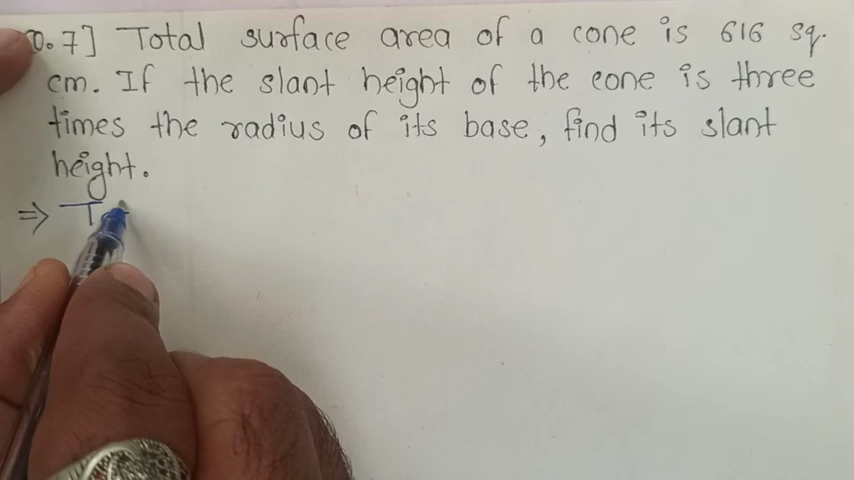 Q.7] Total surface area of a cone is 616 sq.
cm. If the slant height of the cone is three
times the radius of its base, find its slant
height.
⇒ To